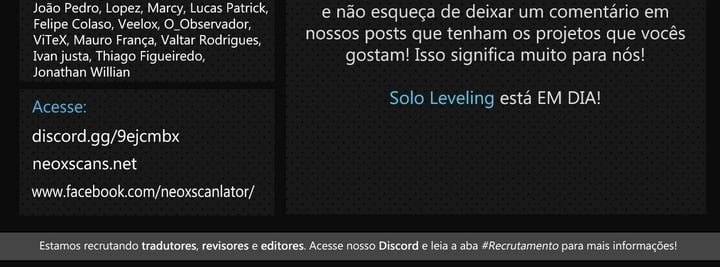 João Pedro, Lopez, Marcy, Lucas Patrick,
Felipe Colaso, Veelox, O_Observador,
ViTeX, Mauro França, Valtar Rodrigues,
Ivan justa, Thiago Figueiredo,
Jonathan Willian
Acesse:
discord.gg/9ejcmbx
neoxscans.net
www.facebook.com/neoxscanlator/
e não esqueça de deixar um comentário em
nossos posts que tenham os projetos que vocês
gostam! Isso significa muito para nós!
Solo Leveling está EM DIA!
Estamos recrutando tradutores, revisores e editores. Acesse nosso Discord e leia a aba #Recrutamento para mais informações!